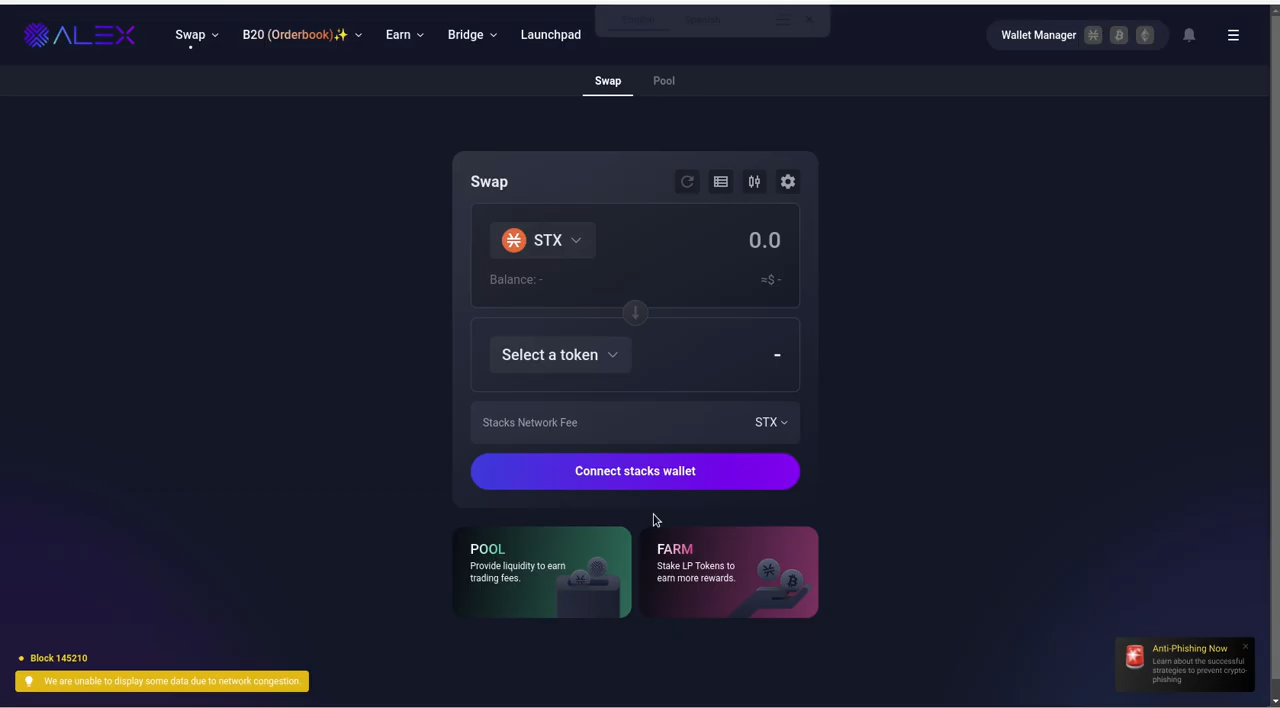 English Spanish
ALEX Swap B20 (Orderbook)✨ Earn Bridge Launchpad Wallet Manager
Swap Pool
Swap
STX 0.0
Balance: - ≈$ -
Select a token -
Stacks Network Fee STX
Connect stacks wallet
POOL
Provide liquidity to earn
trading fees.
FARM
Stake LP Tokens to
earn more rewards.
Block 145210
We are unable to display some data due to network congestion.
Anti-Phishing Now
Learn about the successful
strategies to prevent crypto-
phishing